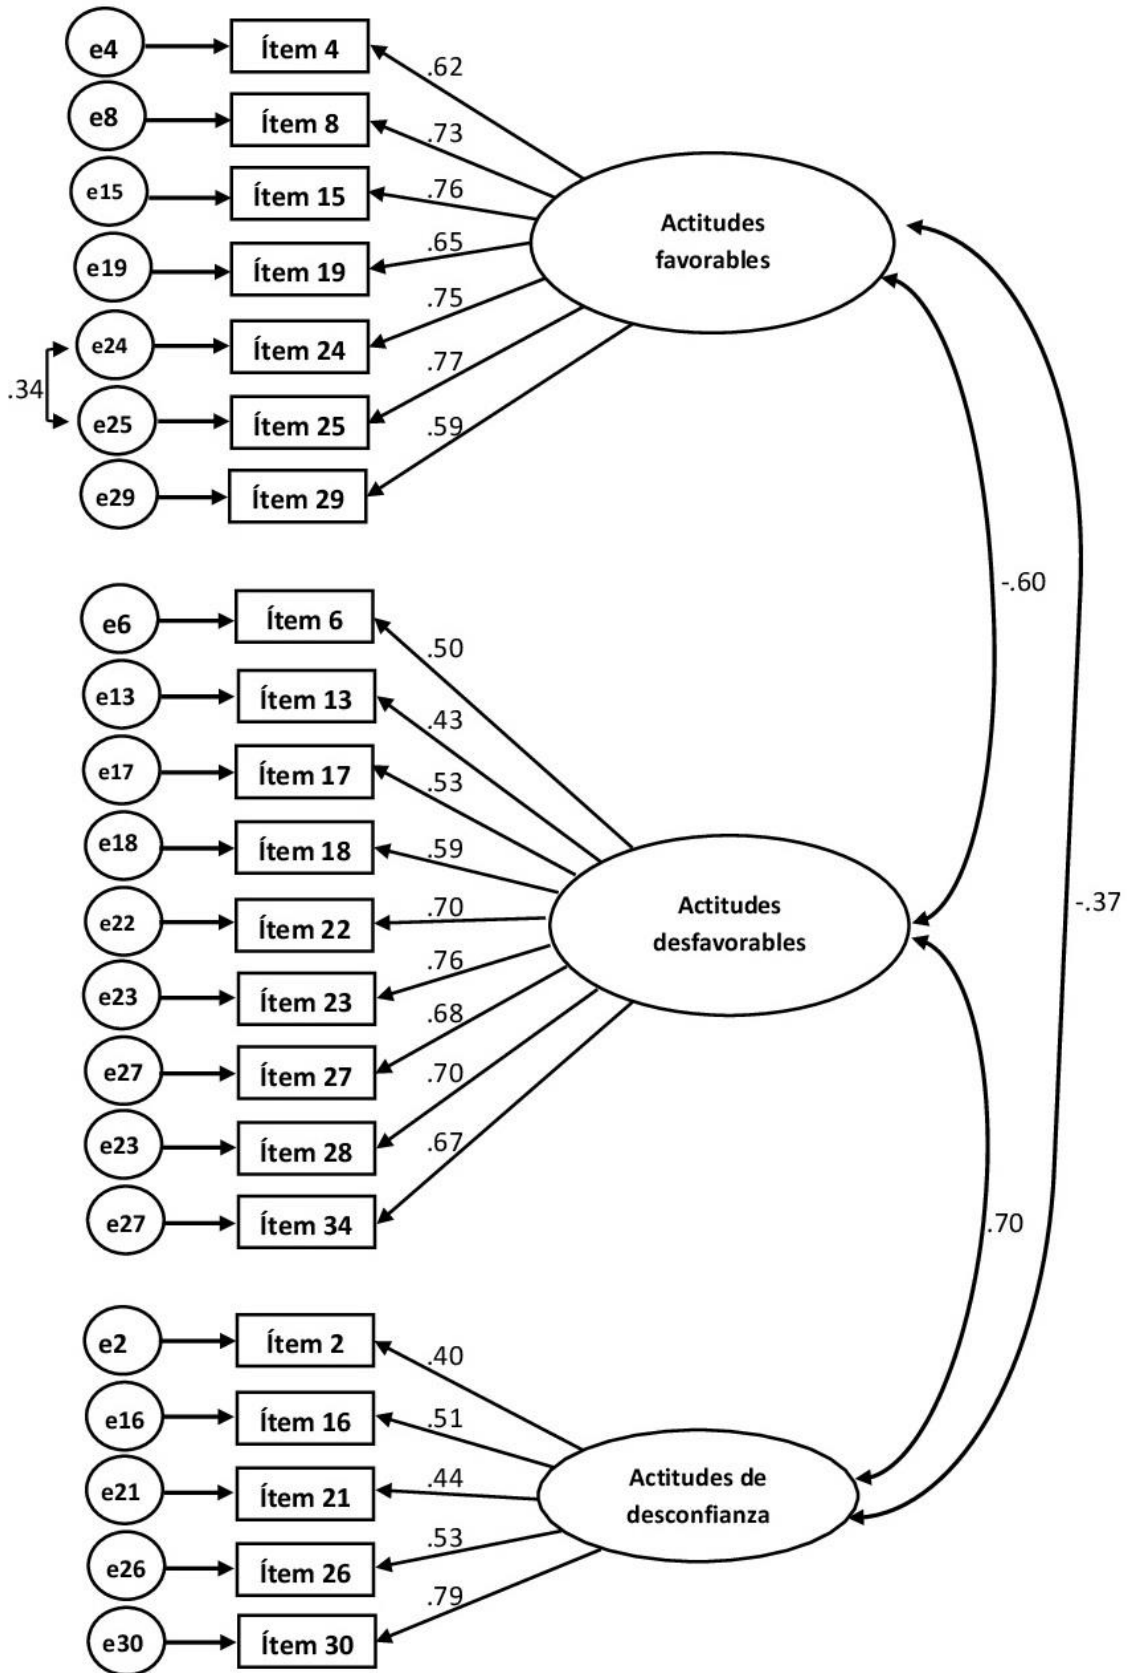 e4
Ítem 4
.62
e8
Ítem 8
.73
e15
Ítem 15
.76
e19
Ítem 19
.65
e24
Ítem 24
.75
.34
e25
Ítem 25
.77
e29
Ítem 29
.59
Actitudes
favorables
-.60
-.37
e6
Ítem 6
.50
e13
Ítem 13
.43
e17
Ítem 17
.53
e18
Ítem 18
.59
e22
Ítem 22
.70
e23
Ítem 23
.76
e27
Ítem 27
.68
e23
Ítem 28
.70
e27
Ítem 34
.67
Actitudes
desfavorables
.70
e2
Ítem 2
.40
e16
Ítem 16
.51
e21
Ítem 21
.44
e26
Ítem 26
.53
e30
Ítem 30
.79
Actitudes de
desconfianza